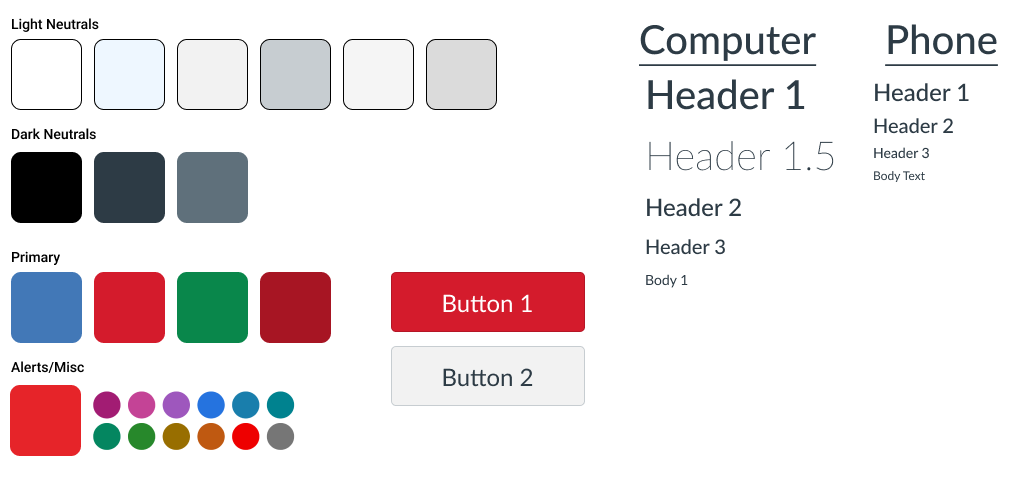 Light Neutrals
Dark Neutrals
Primary
Alerts/Misc
Button 1
Button 2
Computer
Header 1
Header 1.5
Header 2
Header 3
Body 1
Phone
Header 1
Header 2
Header 3
Body Text